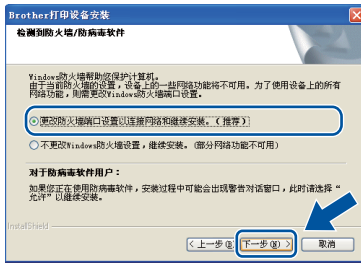 Brother打印设备安装
检测到防火墙/防病毒软件
Windows防火墙帮助您保护计算机。
由于当前防火墙的设置，设备上的一些网络功能将不可用。为了使用设备上的所有
网络功能，则需更改Windows防火墙端口设置。
更改防火墙端口设置以连接网络和继续安装。（推荐）
不更改Windows防火墙设置，继续安装。（部分网络功能不可用）
对于防病毒软件用户：
如果您正在使用防病毒软件，安装过程中可能会出现警告对话窗口，此时请选择“
允许”以继续安装。
InstallShield
< 上一步(B) 下一步(N) > 取消